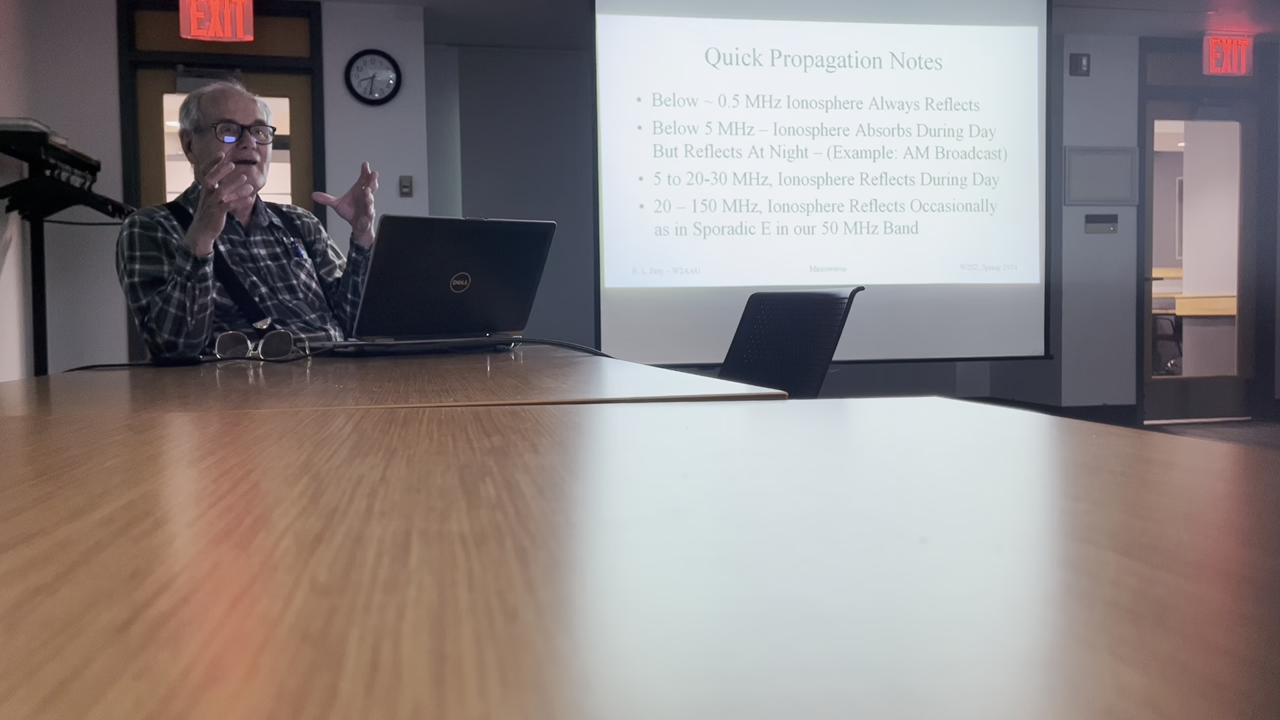 EXIT
EXIT
Quick Propagation Notes
• Below ~ 0.5 MHz Ionosphere Always Reflects
• Below 5 MHz – Ionosphere Absorbs During Day
But Reflects At Night – (Example: AM Broadcast)
• 5 to 20-30 MHz, Ionosphere Reflects During Day
• 20 – 150 MHz, Ionosphere Reflects Occasionally
as in Sporadic E in our 50 MHz Band
Microwaves
DELL